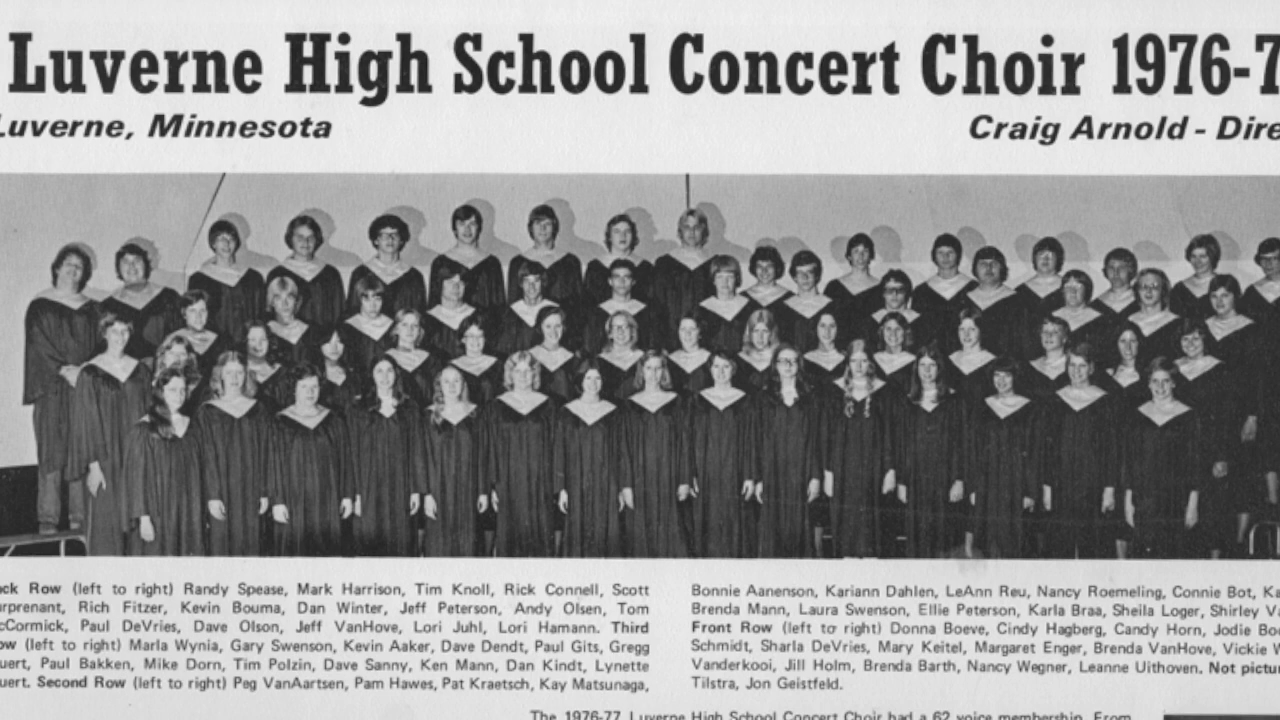 Luverne High School Concert Choir 1976-7
Luverne, Minnesota
Craig Arnold - Dire
ck Row (left to right) Randy Spease, Mark Harrison, Tim Knoll, Rick Connell, Scott
rprenant, Rich Fitzer, Kevin Bouma, Dan Winter, Jeff Peterson, Andy Olsen, Tom
cCormick, Paul DeVries, Dave Olson, Jeff VanHove, Lori Juhl, Lori Hamann. Third
ow (left to right) Marla Wynia, Gary Swenson, Kevin Aaker, Dave Dendt, Paul Gits, Gregg
uert, Paul Bakken, Mike Dorn, Tim Polzin, Dave Sanny, Ken Mann, Dan Kindt, Lynette
uert. Second Row (left to right) Peg VanAartsen, Pam Hawes, Pat Kraetsch, Kay Matsunaga,
Bonnie Aanenson, Kariann Dahlen, LeAnn Reu, Nancy Roemeling, Connie Bot, Ka
Brenda Mann, Laura Swenson, Ellie Peterson, Karla Braa, Sheila Loger, Shirley Va
Front Row (left to right) Donna Boeve, Cindy Hagberg, Candy Horn, Jodie Bo
Schmidt, Sharla DeVries, Mary Keitel, Margaret Enger, Brenda VanHove, Vickie W
Vanderkooi, Jill Holm, Brenda Barth, Nancy Wegner, Leanne Uithoven. Not pictu
Tilstra, Jon Geistfeld.
The 1976-77 Luverne High School Concert Choir had a 62 voice membership. From